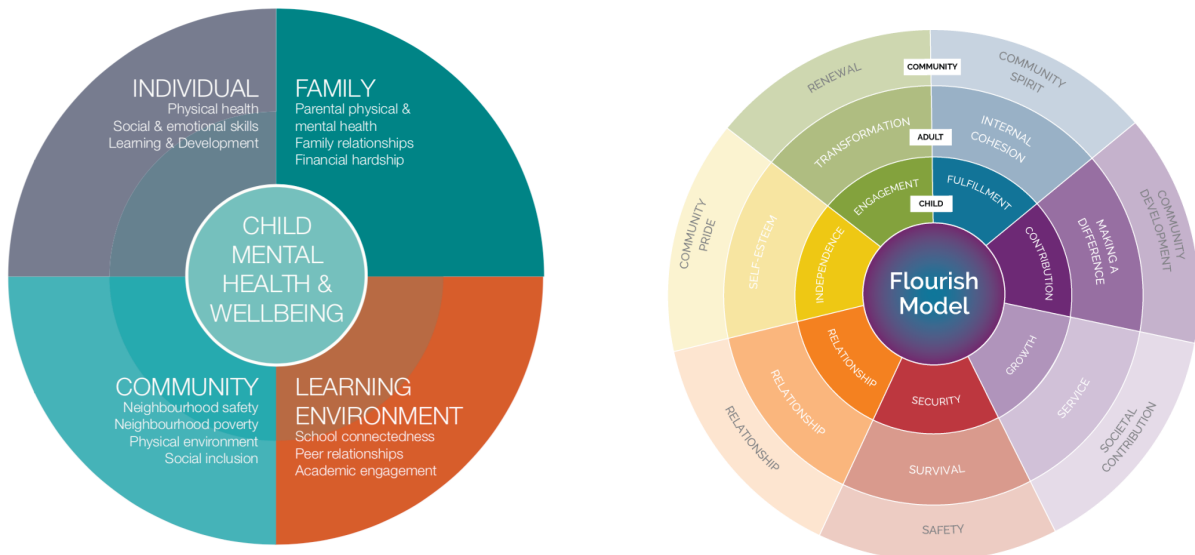 INDIVIDUAL
Physical health
Social & emotional skills
Learning & Development
FAMILY
Parental physical &
mental health
Family relationships
Financial hardship
CHILD
MENTAL
HEALTH &
WELLBEING
COMMUNITY
Neighbourhood safety
Neighbourhood poverty
Physical environment
Social inclusion
LEARNING
ENVIRONMENT
School connectedness
Peer relationships
Academic engagement
COMMUNITY
RENEWAL
COMMUNITY
SPIRIT
COMMUNITY
DEVELOPMENT
SOCIETAL
CONTRIBUTION
SAFETY
RELATIONSHIP
COMMUNITY
PRIDE
ADULT
TRANSFORMATION
INTERNAL
COHESION
MAKING A
DIFFERENCE
SERVICE
SURVIVAL
RELATIONSHIP
SELF-ESTEEM
CHILD
ENGAGEMENT
FULFILLMENT
CONTRIBUTION
GROWTH
SECURITY
RELATIONSHIP
INDEPENDENCE
Flourish
Model